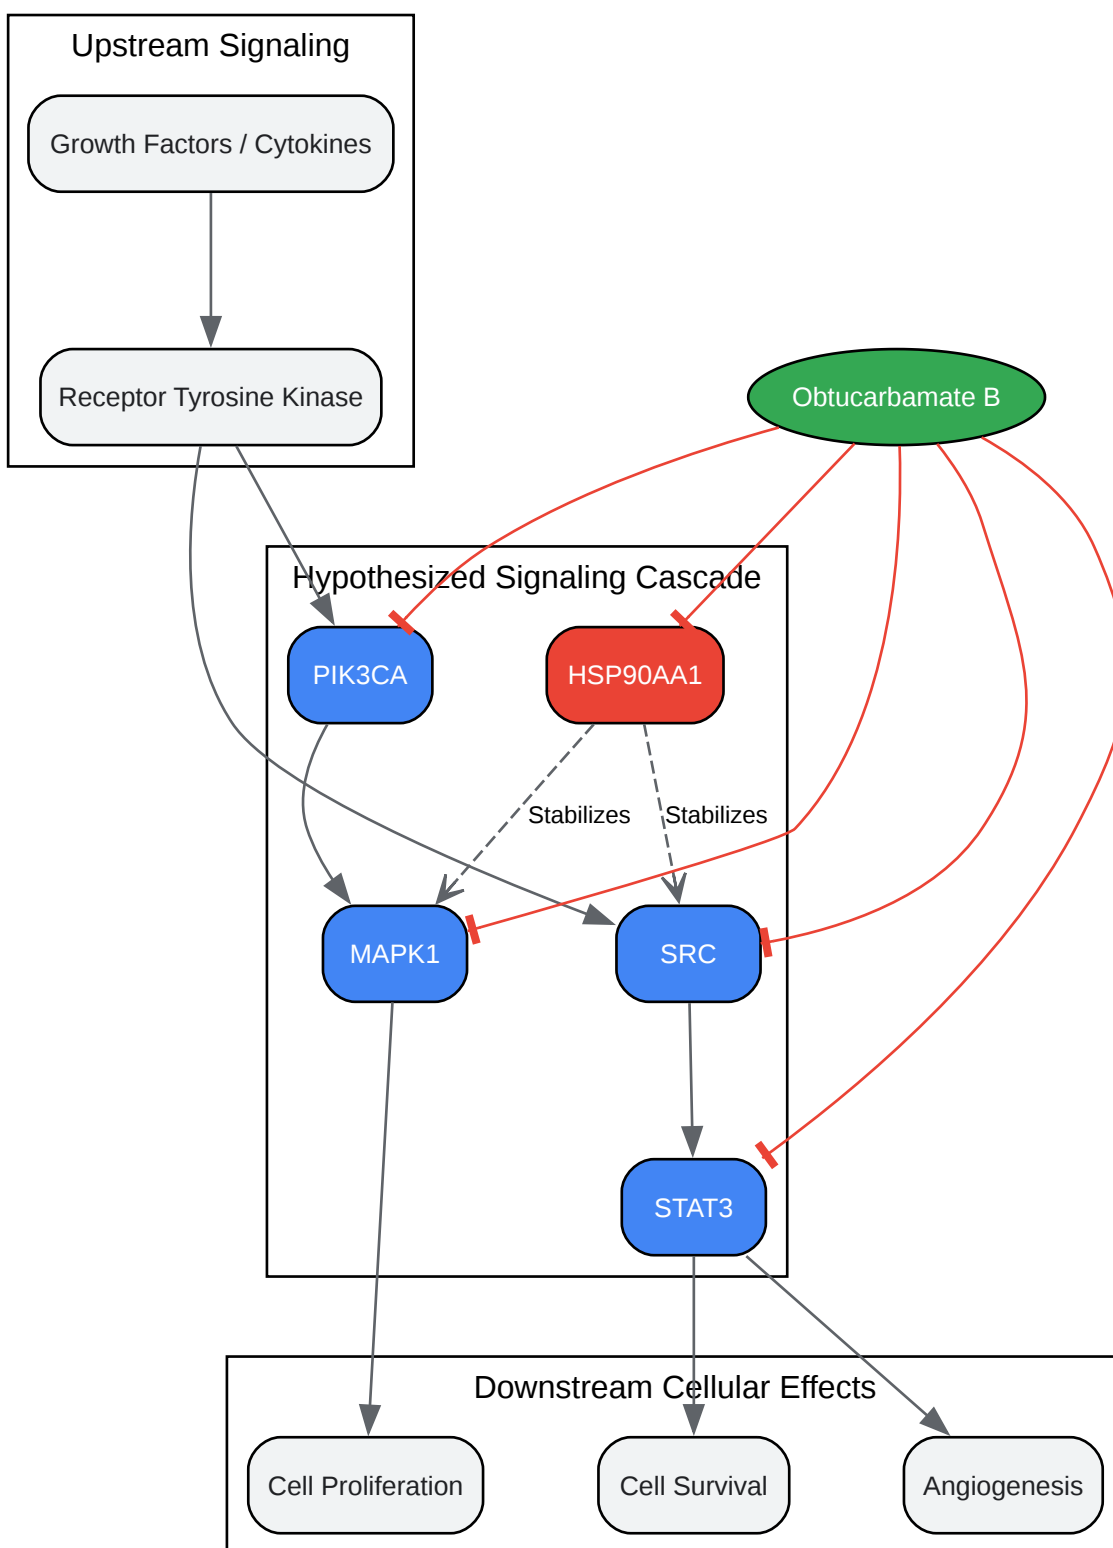 Upstream Signaling
Growth Factors / Cytokines
Receptor Tyrosine Kinase
Obtucarbamate B
Hypothesized Signaling Cascade
PIK3CA
HSP90AA1
Stabilizes
Stabilizes
MAPK1
SRC
STAT3
Downstream Cellular Effects
Cell Proliferation
Cell Survival
Angiogenesis